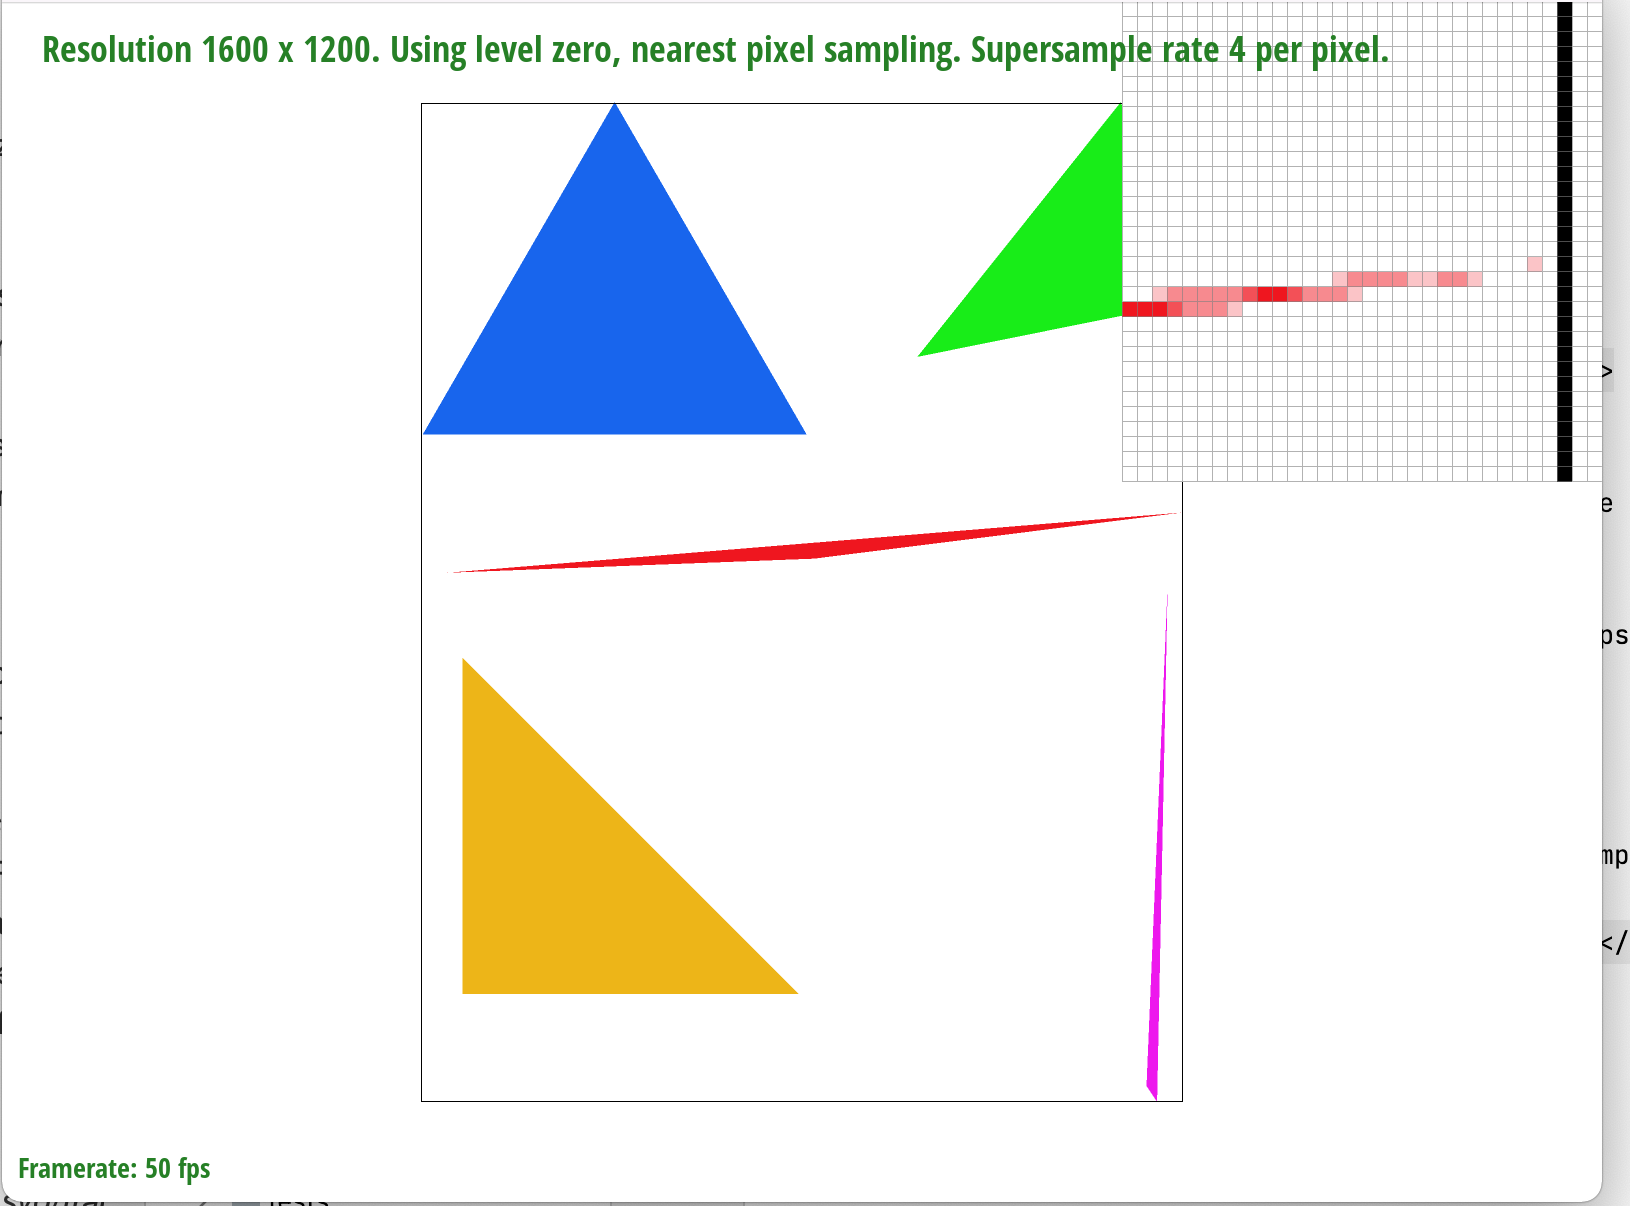 Resolution 1600 x 1200. Using level zero, nearest pixel sampling. Supersample rate 4 per pixel.
>
e
ps
mp
</
Framerate: 50 fps